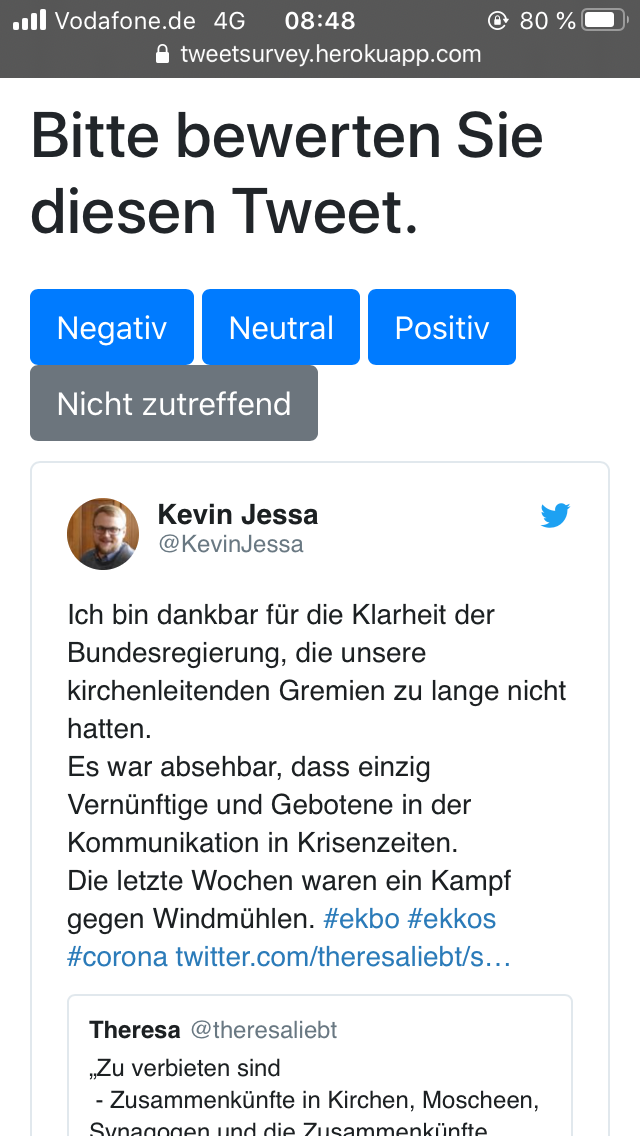 Vodafone.de 4G 08:48 80 %
tweetsurvey.herokuapp.com
Bitte bewerten Sie
diesen Tweet.
Negativ Neutral Positiv
Nicht zutreffend
Kevin Jessa
@KevinJessa
Ich bin dankbar für die Klarheit der
Bundesregierung, die unsere
kirchenleitenden Gremien zu lange nicht
hatten.
Es war absehbar, dass einzig
Vernünftige und Gebotene in der
Kommunikation in Krisenzeiten.
Die letzte Wochen waren ein Kampf
gegen Windmühlen. #ekbo #ekkos
#corona twitter.com/theresaliebt/s…
Theresa @theresaliebt
„Zu verbieten sind
- Zusammenkünfte in Kirchen, Moscheen,
Synagogen und die Zusammenkünfte